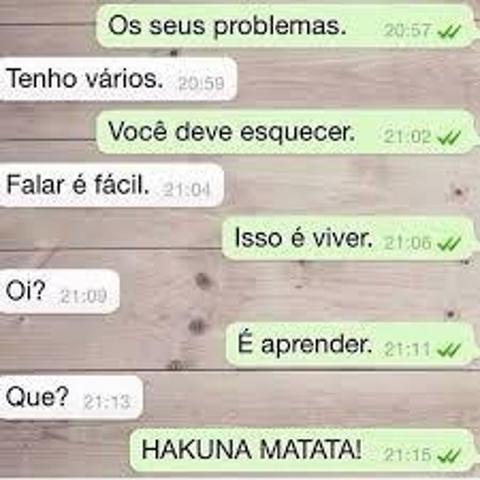 Os seus problemas. 20:57
Tenho vários. 20:59
Você deve esquecer. 21:02
Falar é fácil. 21:04
Isso é viver. 21:06
Oi? 21:09
É aprender. 21:11
Que? 21:13
HAKUNA MATATA! 21:15